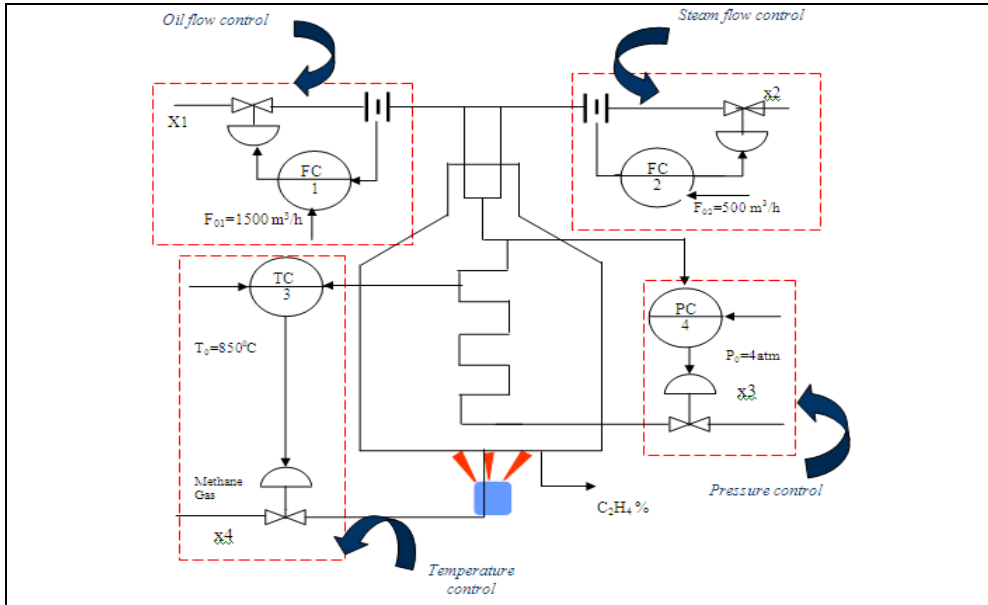 Oil flow control
Steam flow control
X1
x2
FC
1
FC
2
F01=1500 m³/h
F02=500 m³/h
TC
3
PC
4
T0=850⁰C
P0=4atm
x3
Methane
Gas
x4
C2H4 %
Pressure control
Temperature
control